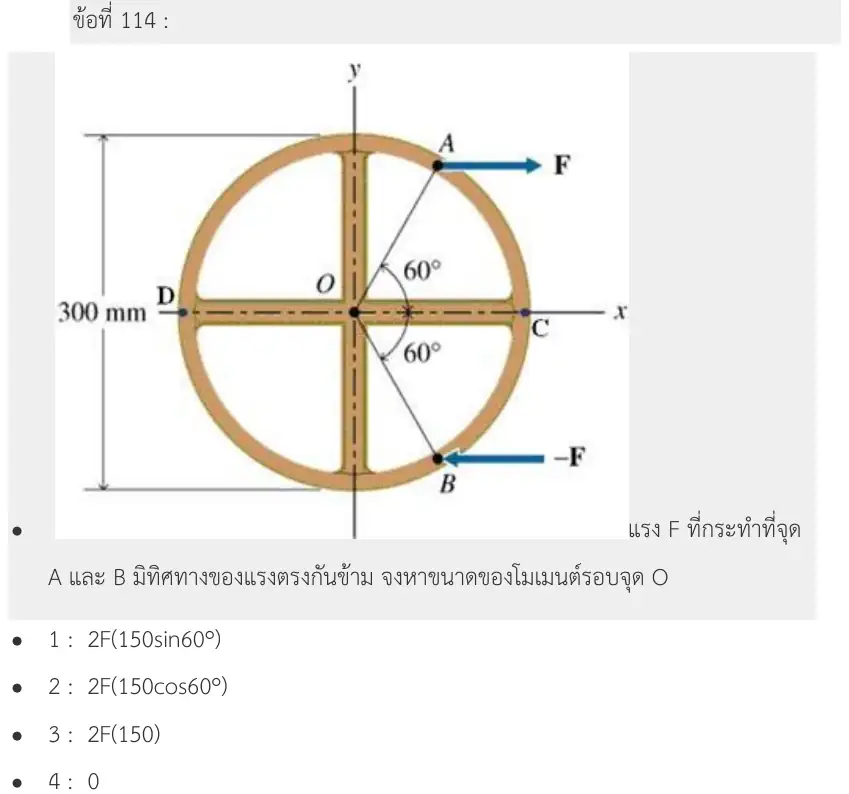 ข้อที่ 114 :
y
A
F
60°
O
D
300 mm
x
C
60°
–F
B
แรง F ที่กระทำที่จุด
A และ B มิทิศทางของแรงตรงกันข้าม จงหาขนาดของโมเมนต์รอบจุด O
1 : 2F(150sin60°)
2 : 2F(150cos60°)
3 : 2F(150)
4 : 0